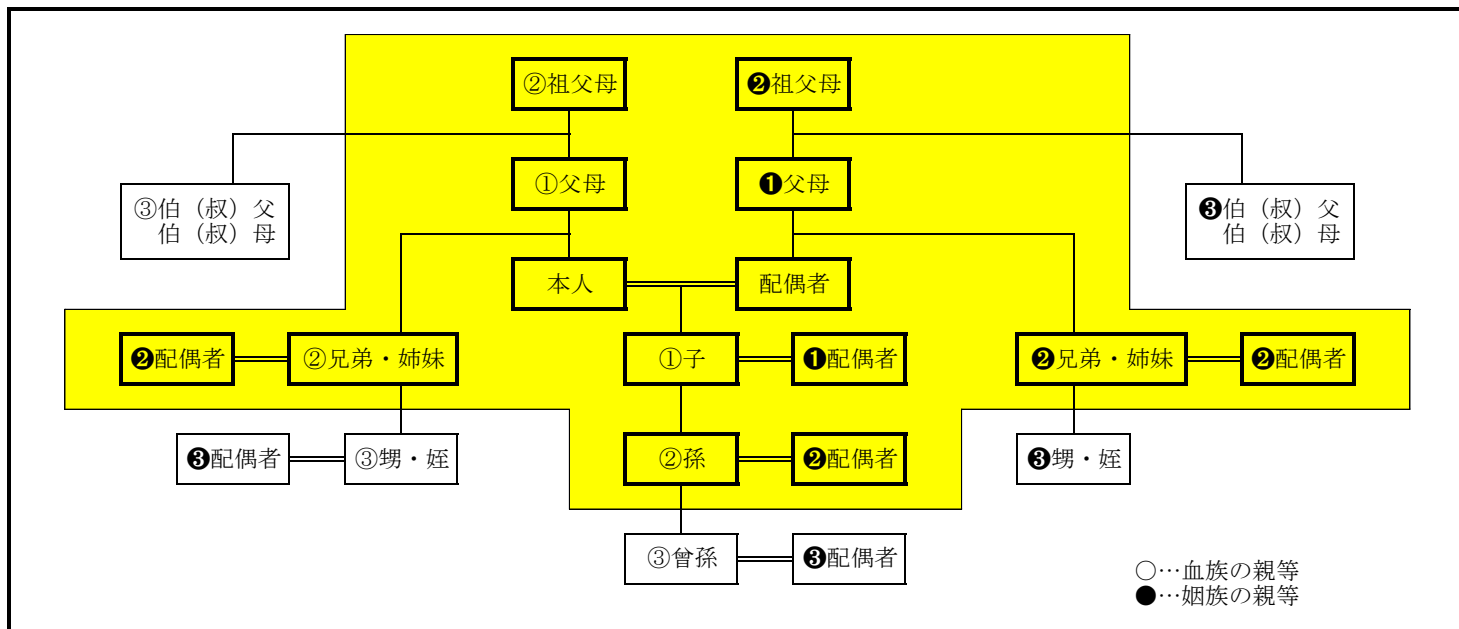 ②祖父母
❷祖父母
①父母
❶父母
③伯（叔）父
伯（叔）母
❸伯（叔）父
伯（叔）母
本人
配偶者
❷配偶者
②兄弟・姉妹
①子
❶配偶者
❷兄弟・姉妹
❷配偶者
❸配偶者
③甥・姪
②孫
❷配偶者
❸甥・姪
③曾孫
❸配偶者
○…血族の親等
●…姻族の親等